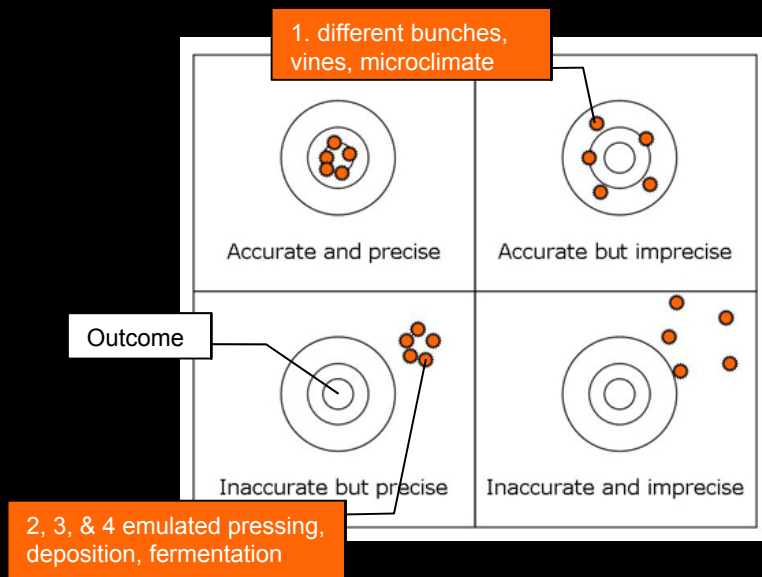 1. different bunches,
vines, microclimate
Accurate and precise
Accurate but imprecise
Outcome
Inaccurate but precise
Inaccurate and imprecise
2, 3, & 4 emulated pressing,
deposition, fermentation